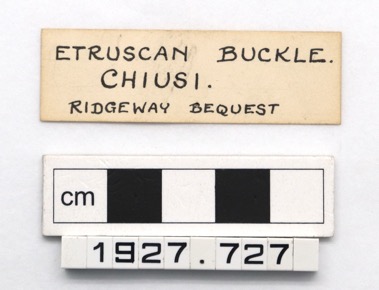 ETRUSCAN BUCKLE.
CHIUSI.
RIDGEWAY BEQUEST
cm
1927.727